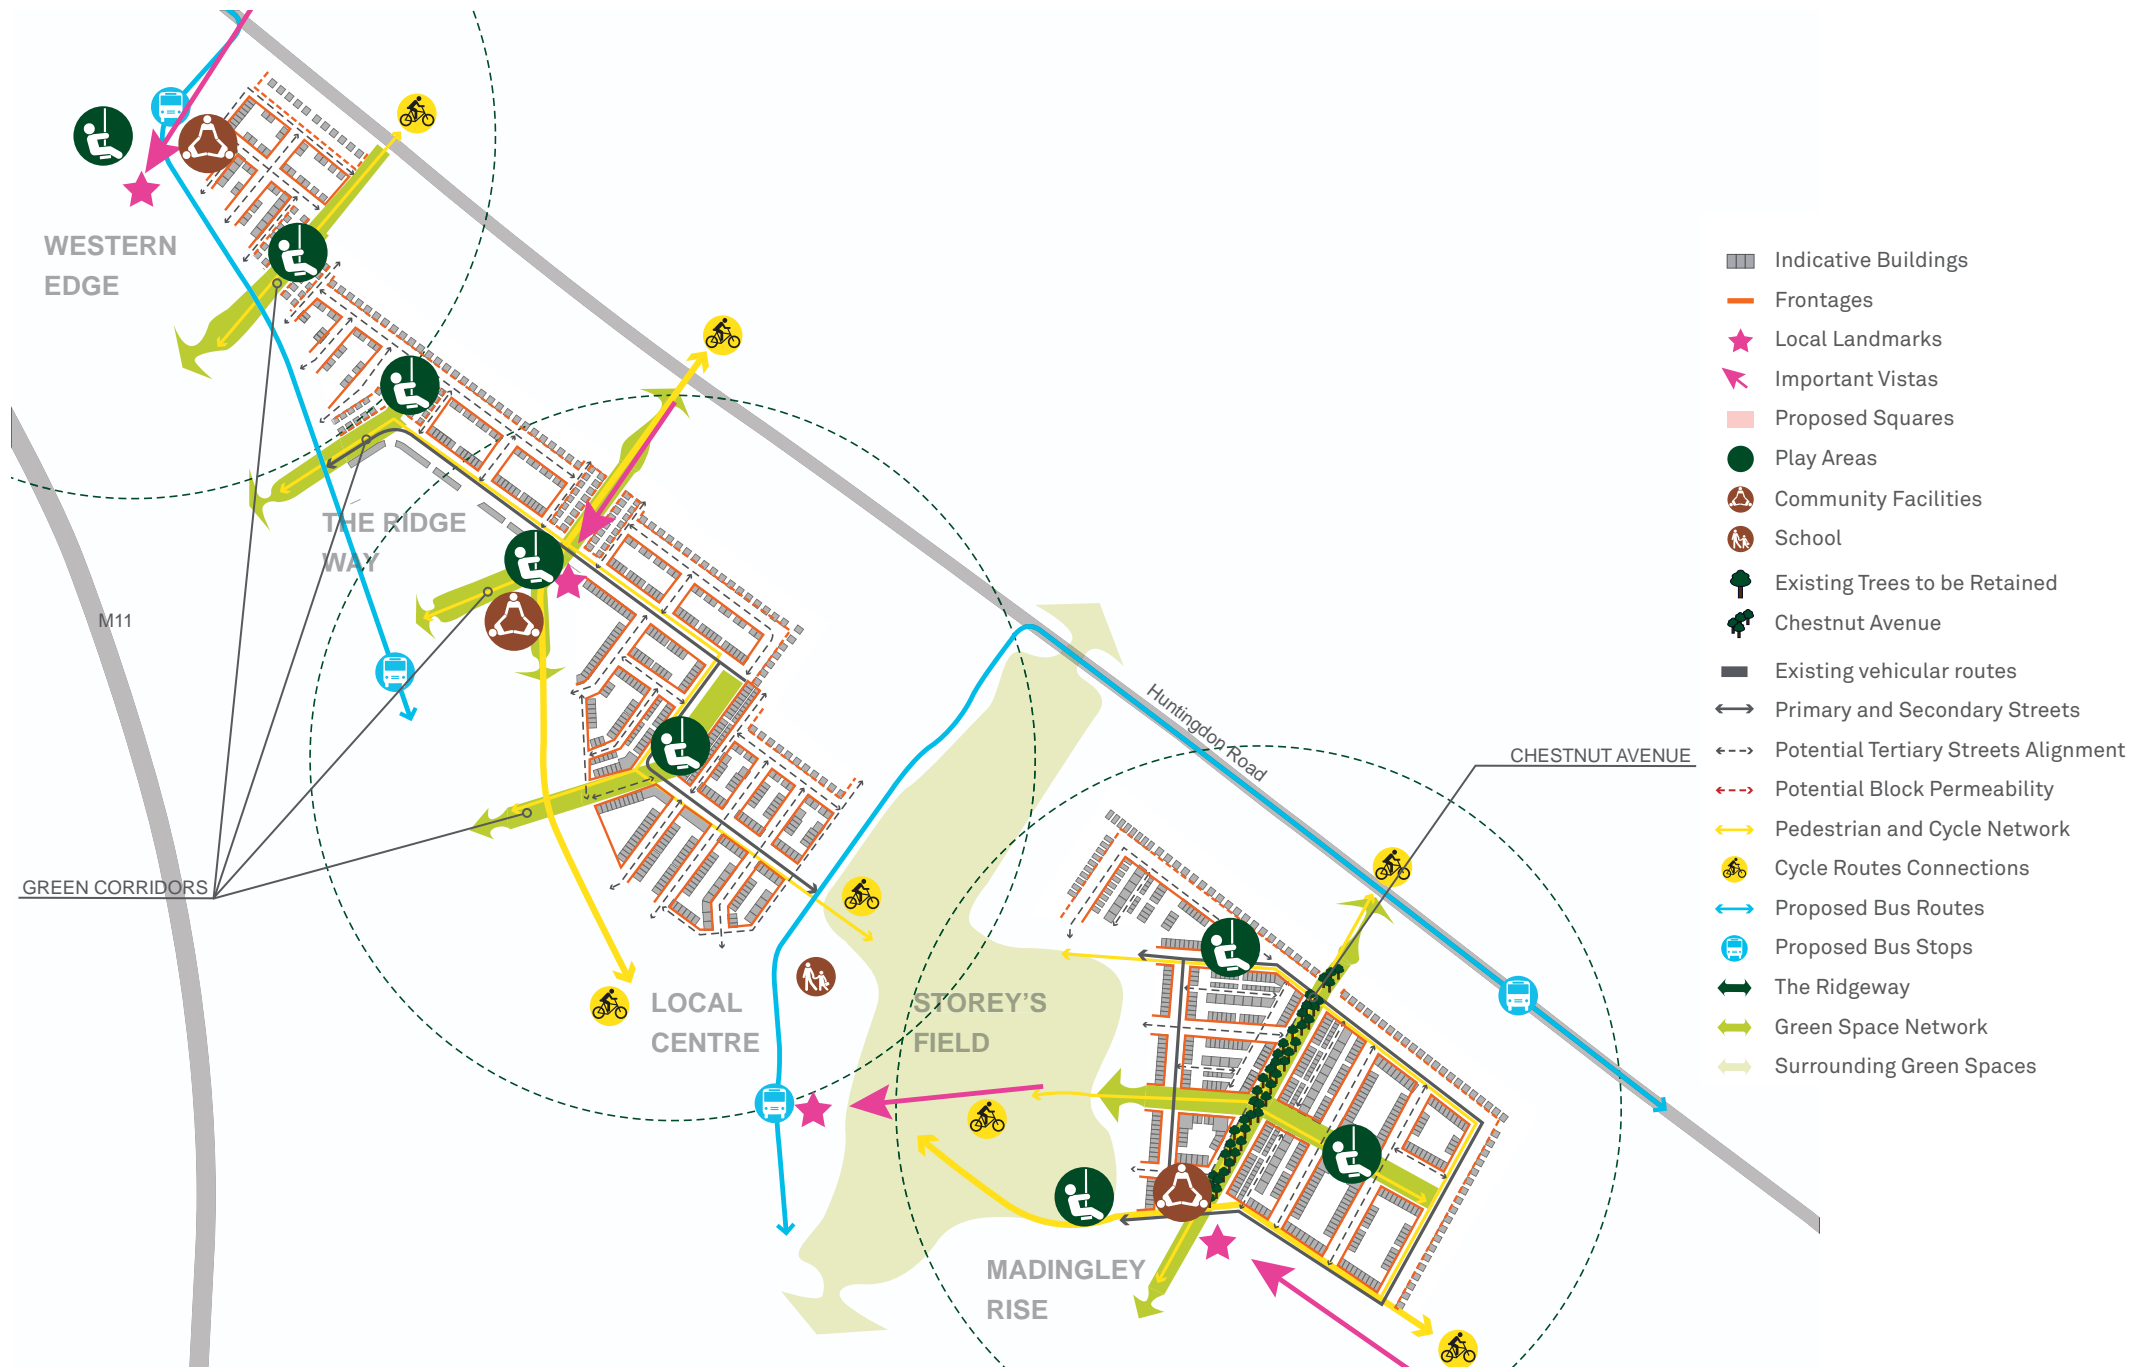 WESTERN
EDGE
THE RIDGE
WAY
M11
GREEN CORRIDORS
LOCAL
CENTRE
STOREY'S
FIELD
MADINGLEY
RISE
Huntingdon Road
CHESTNUT AVENUE
Indicative Buildings
Frontages
Local Landmarks
Important Vistas
Proposed Squares
Play Areas
Community Facilities
School
Existing Trees to be Retained
Chestnut Avenue
Existing vehicular routes
Primary and Secondary Streets
Potential Tertiary Streets Alignment
Potential Block Permeability
Pedestrian and Cycle Network
Cycle Routes Connections
Proposed Bus Routes
Proposed Bus Stops
The Ridgeway
Green Space Network
Surrounding Green Spaces